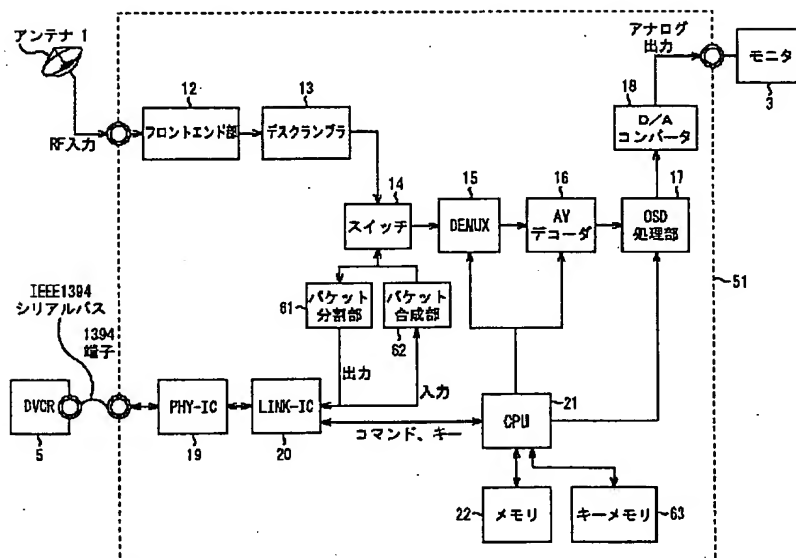 アンテナ 1
RF入力
12
フロントエンド部
13
デスクランブラ
14
スイッチ
15
DEMUX
16
AV
デコーダ
17
OSD
処理部
18
D/A
コンバータ
アナログ
出力
モニタ
3
51
61
パケット
分割部
パケット
合成部
62
出力
入力
IEEE1394
シリアルバス
1394
端子
DVCR
5
PHY-IC
19
LINK-IC
20
コマンド、キー
21
CPU
22
メモリ
キーメモリ
63